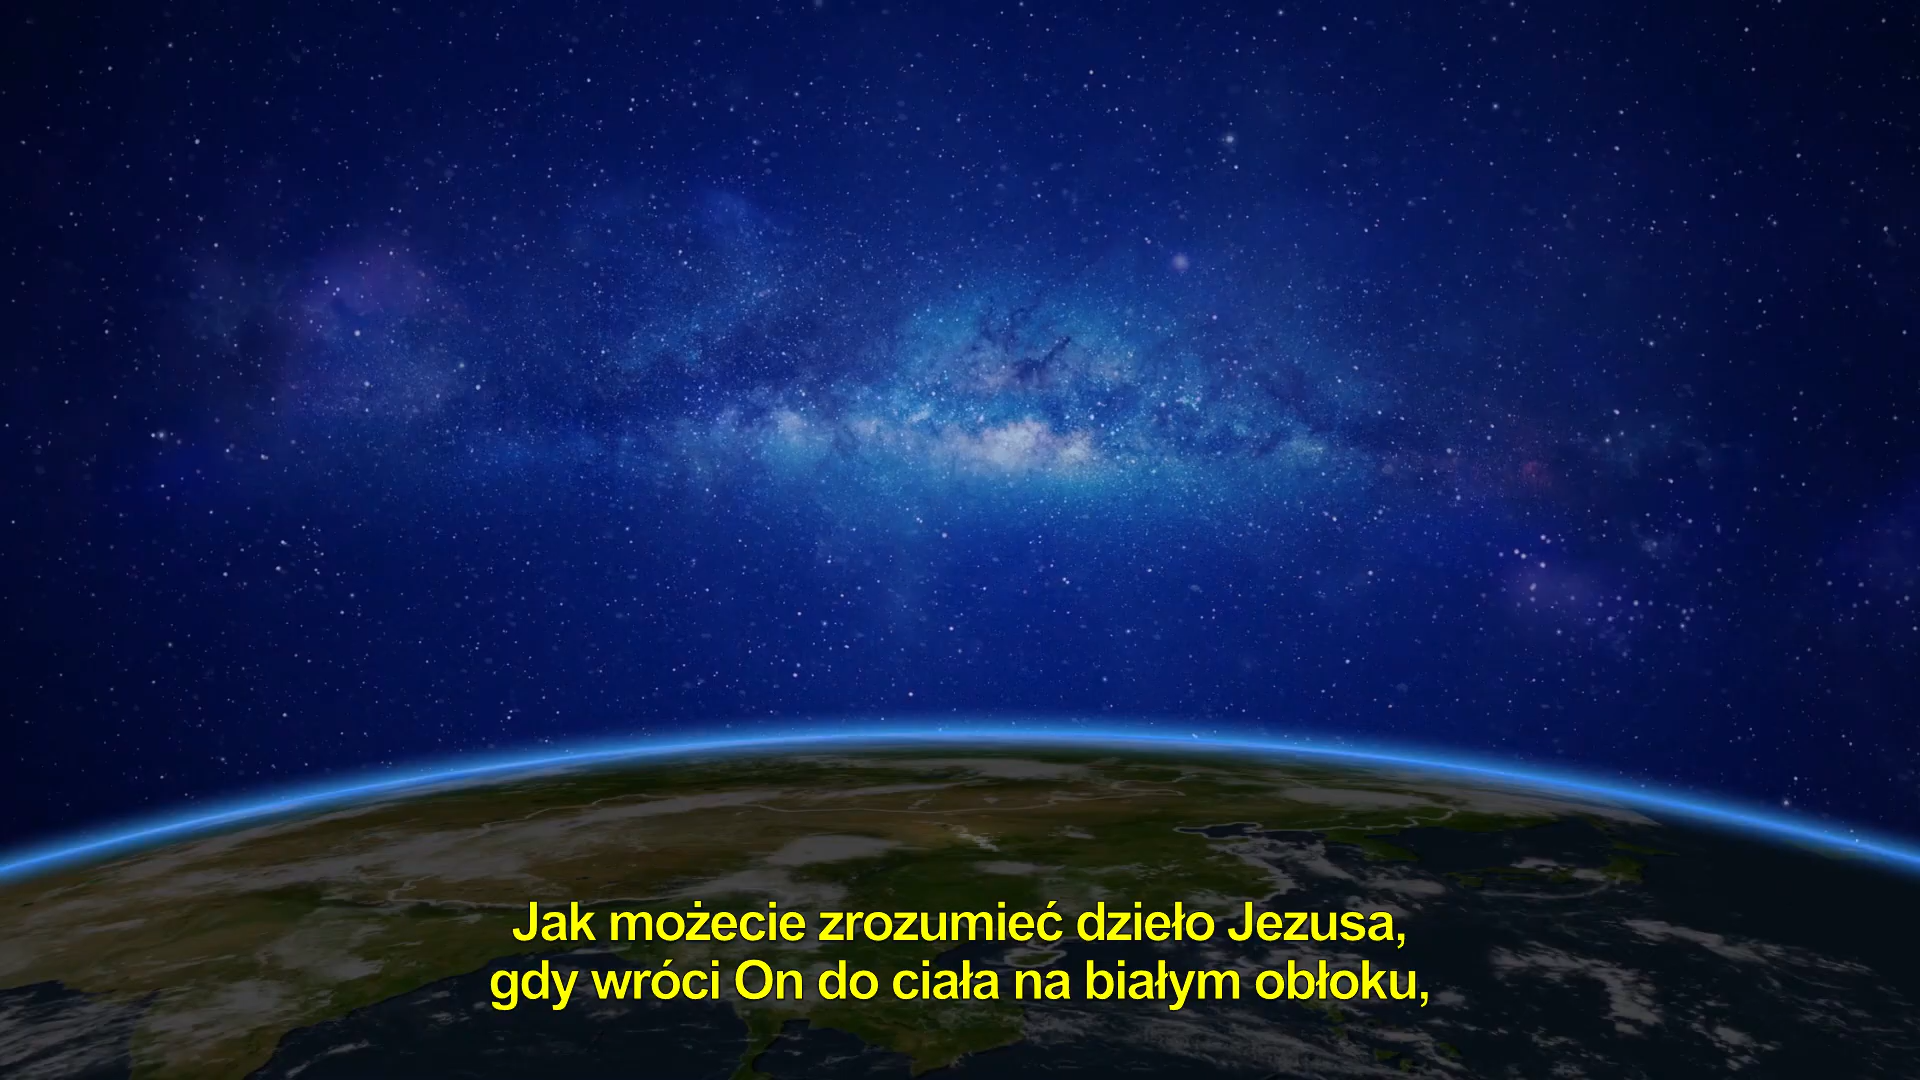 Jak możecie zrozumieć dzieło Jezusa,
gdy wróci On do ciała na białym obłoku,